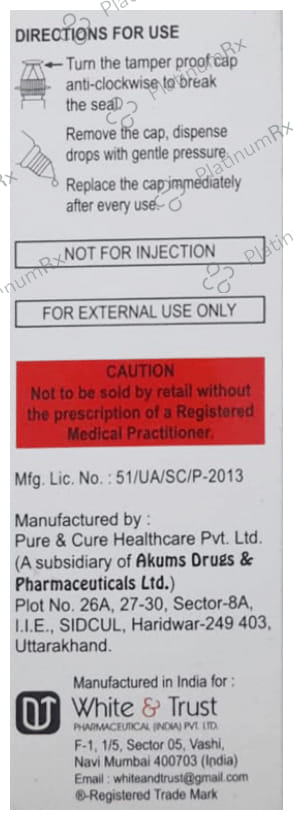 DIRECTIONS FOR USE
Turn the tamper proof cap
anti-clockwise to break
the seal
Remove the cap, dispense
drops with gentle pressure.
Replace the cap immediately
after every use.
NOT FOR INJECTION
FOR EXTERNAL USE ONLY
CAUTION
Not to be sold by retail without
the prescription of a Registered
Medical Practitioner.
Mfg. Lic. No. : 51/UA/SC/P-2013
Manufactured by :
Pure & Cure Healthcare Pvt. Ltd.
(A subsidiary of Akums Drugs &
Pharmaceuticals Ltd.)
Plot No. 26A, 27-30, Sector-8A,
I.I.E., SIDCUL, Haridwar-249 403,
Uttarakhand.
Manufactured in India for :
White & Trust
PHARMACEUTICAL (INDIA) PVT. LTD.
F-1, 1/5, Sector 05, Vashi,
Navi Mumbai 400703 (India)
Email : whiteandtrust@gmail.com
®-Registered Trade Mark
PlatinumRx
PlatinumRx
PlatinumRx